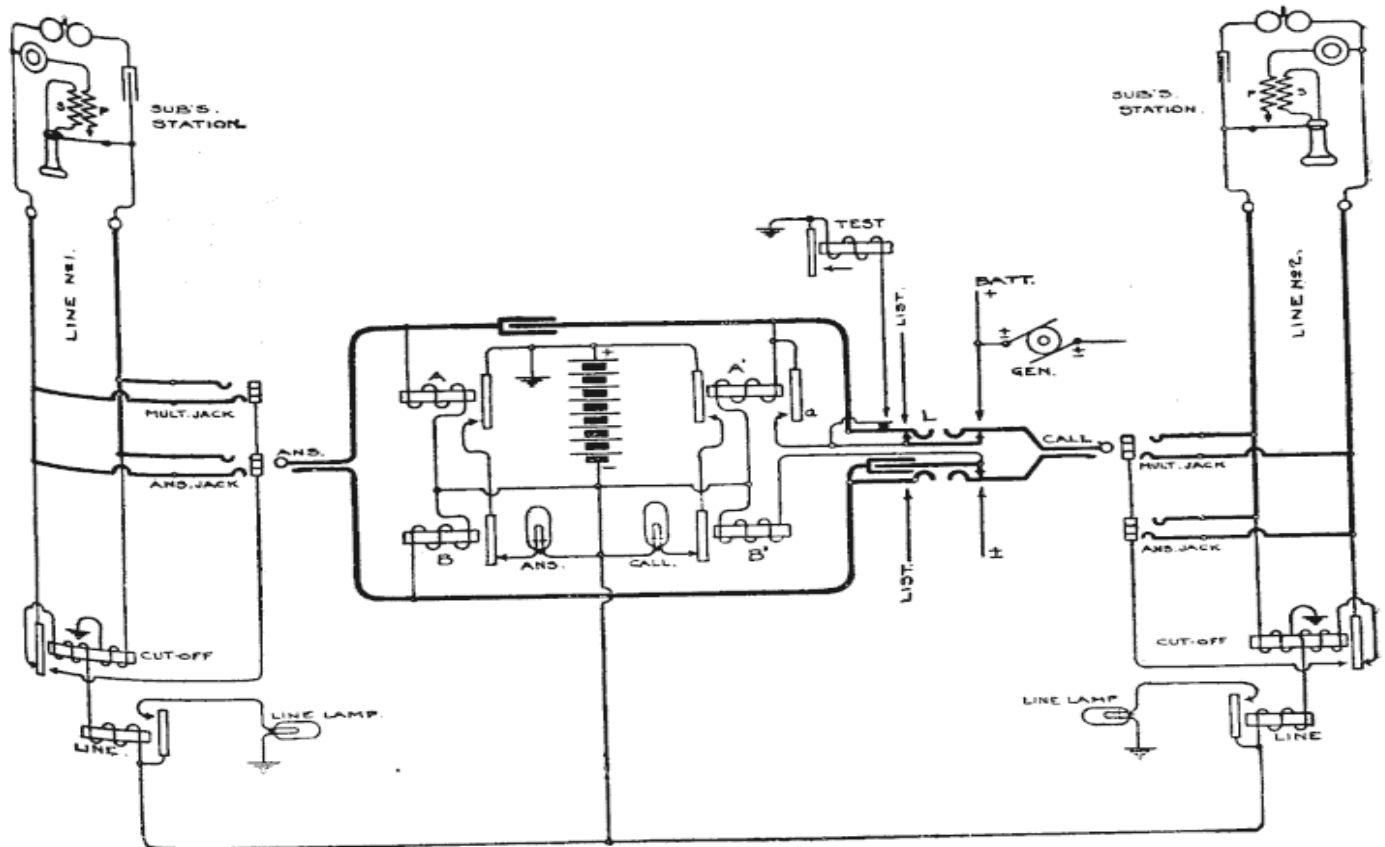 SUB'S.
STATION.
S P
LINE Nº1.
MULT. JACK
ANS. JACK
CUT-OFF
LINE.
LINE LAMP.
ANS.
A
B
+
-
ANS.
CALL.
A'
B'
a
TEST
LIST.
LIST.
L
BATT.
+
±
±
GEN.
±
CALL.
SUB'S.
STATION.
P S
LINE Nº2.
MULT. JACK
ANS. JACK
CUT-OFF
LINE LAMP
LINE